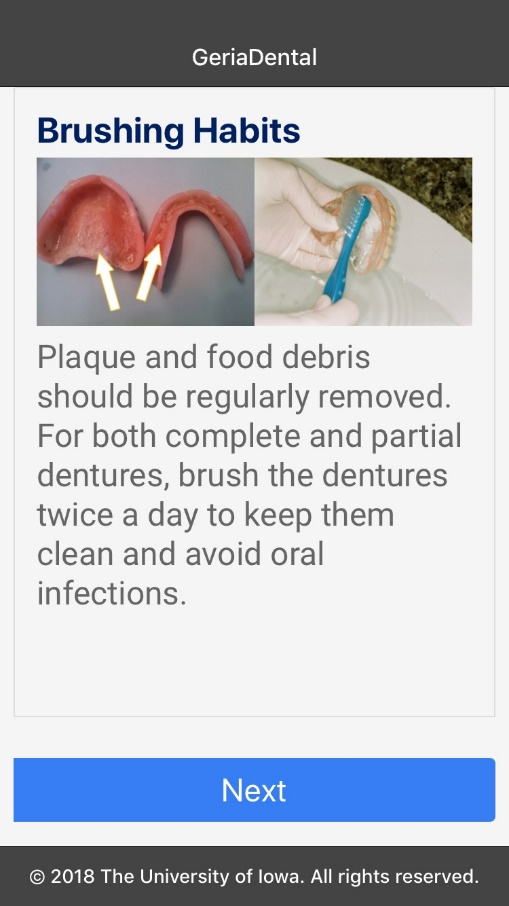 GeriaDental
Brushing Habits
Plaque and food debris
should be regularly removed.
For both complete and partial
dentures, brush the dentures
twice a day to keep them
clean and avoid oral
infections.
Next
© 2018 The University of Iowa. All rights reserved.